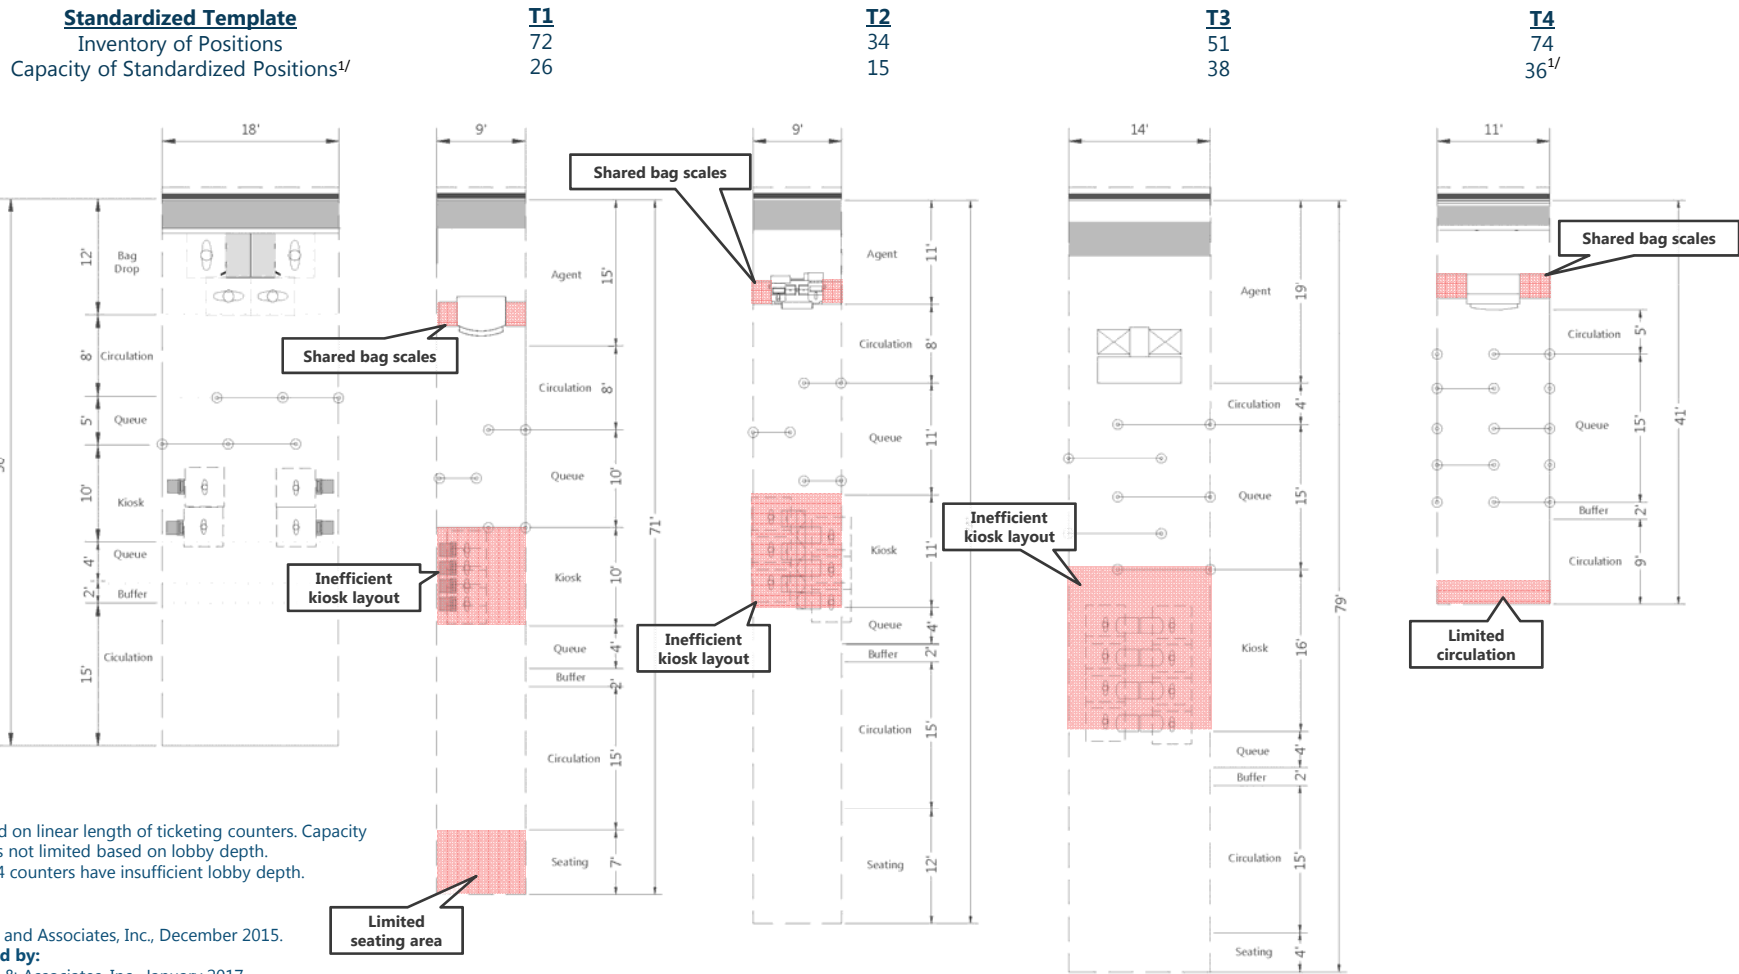 Standardized Template T1 T2 T3 T4
Inventory of Positions 72 34 51 74
Capacity of Standardized Positions1/ 26 15 38 361/
18'
12'
Bag
Drop
8' Circulation
5' Queue
10' Kiosk
4' Queue
2' Buffer
15' Ciculation
9'
Agent 15'
Shared bag scales
Circulation 8'
Queue 10'
Inefficient
kiosk layout
Kiosk 10'
Queue 4'
Buffer 2'
Circulation 15'
Seating 7'
Limited
seating area
71'
9'
Shared bag scales
Agent 11'
Circulation 8'
Queue 11'
Kiosk 11'
Inefficient
kiosk layout
Queue 4'
Buffer 2'
Circulation 15'
Seating 12'
14'
Agent 19'
Circulation 4'
Queue 15'
Inefficient
kiosk layout
Kiosk 16'
Queue 4'
Buffer 2'
Circulation 15'
Seating 4'
79'
11'
Shared bag scales
Circulation 5'
Queue 15'
Buffer 2'
Circulation 9'
41'
Limited
circulation
on linear length of ticketing counters. Capacity
not limited based on lobby depth.
4 counters have insufficient lobby depth.
and Associates, Inc., December 2015.
by: